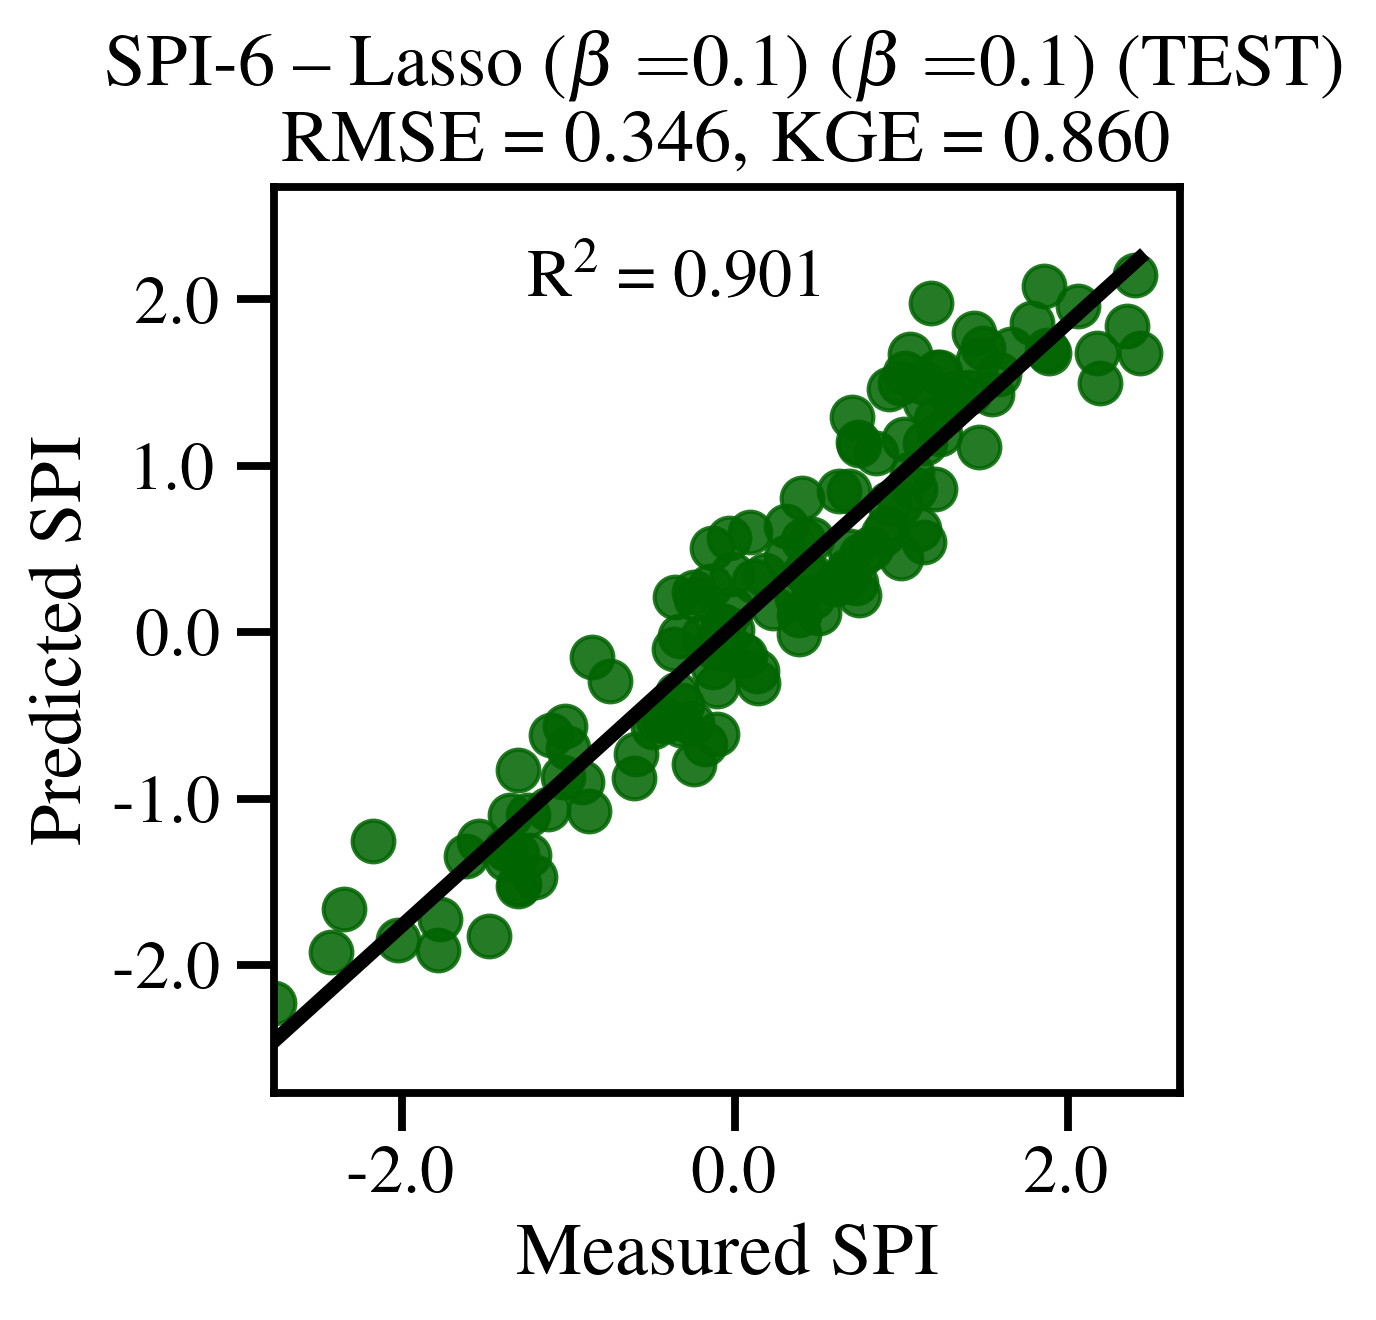 SPI-6 – Lasso (β =0.1) (β =0.1) (TEST)
RMSE = 0.346, KGE = 0.860
R² = 0.901
2.0
1.0
0.0
-1.0
-2.0
Predicted SPI
-2.0 0.0 2.0
Measured SPI